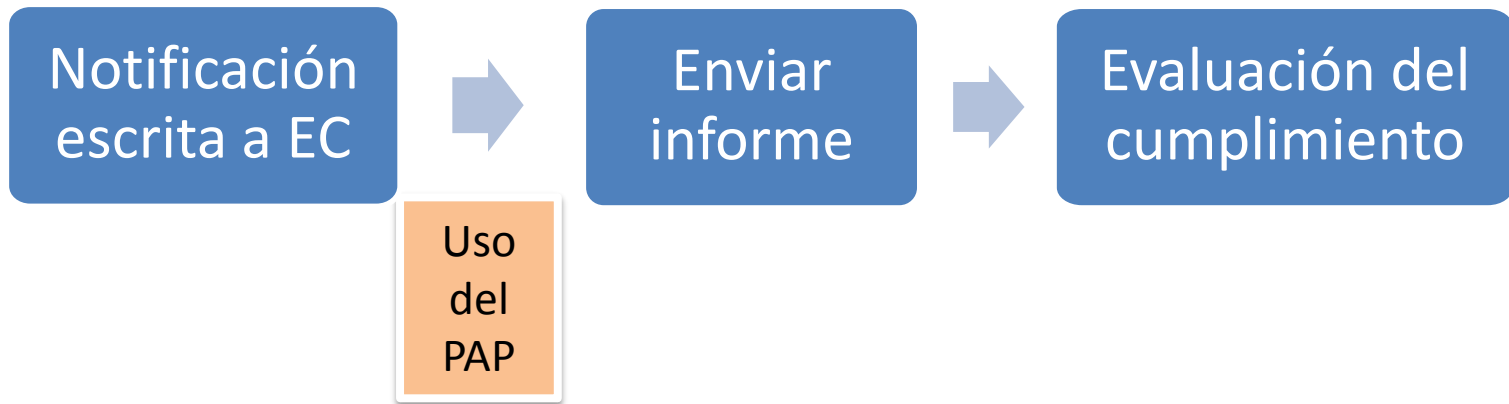 Notificación
escrita a EC
Enviar
informe
Evaluación del
cumplimiento
Uso
del
PAP